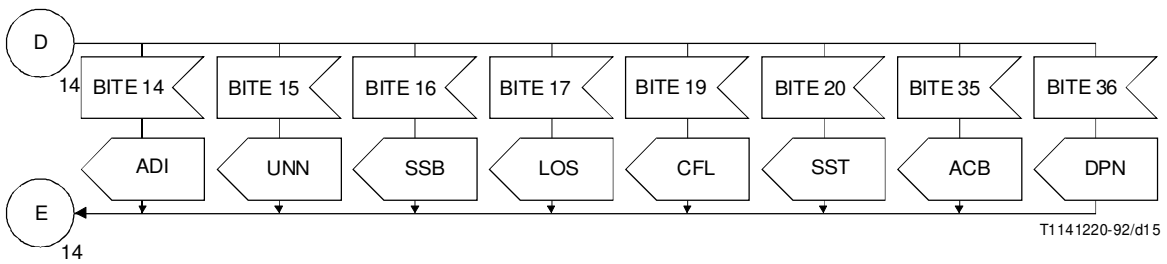 D
14
BITE 14
BITE 15
BITE 16
BITE 17
BITE 19
BITE 20
BITE 35
BITE 36
ADI
UNN
SSB
LOS
CFL
SST
ACB
DPN
E
14
T1141220-92/d15